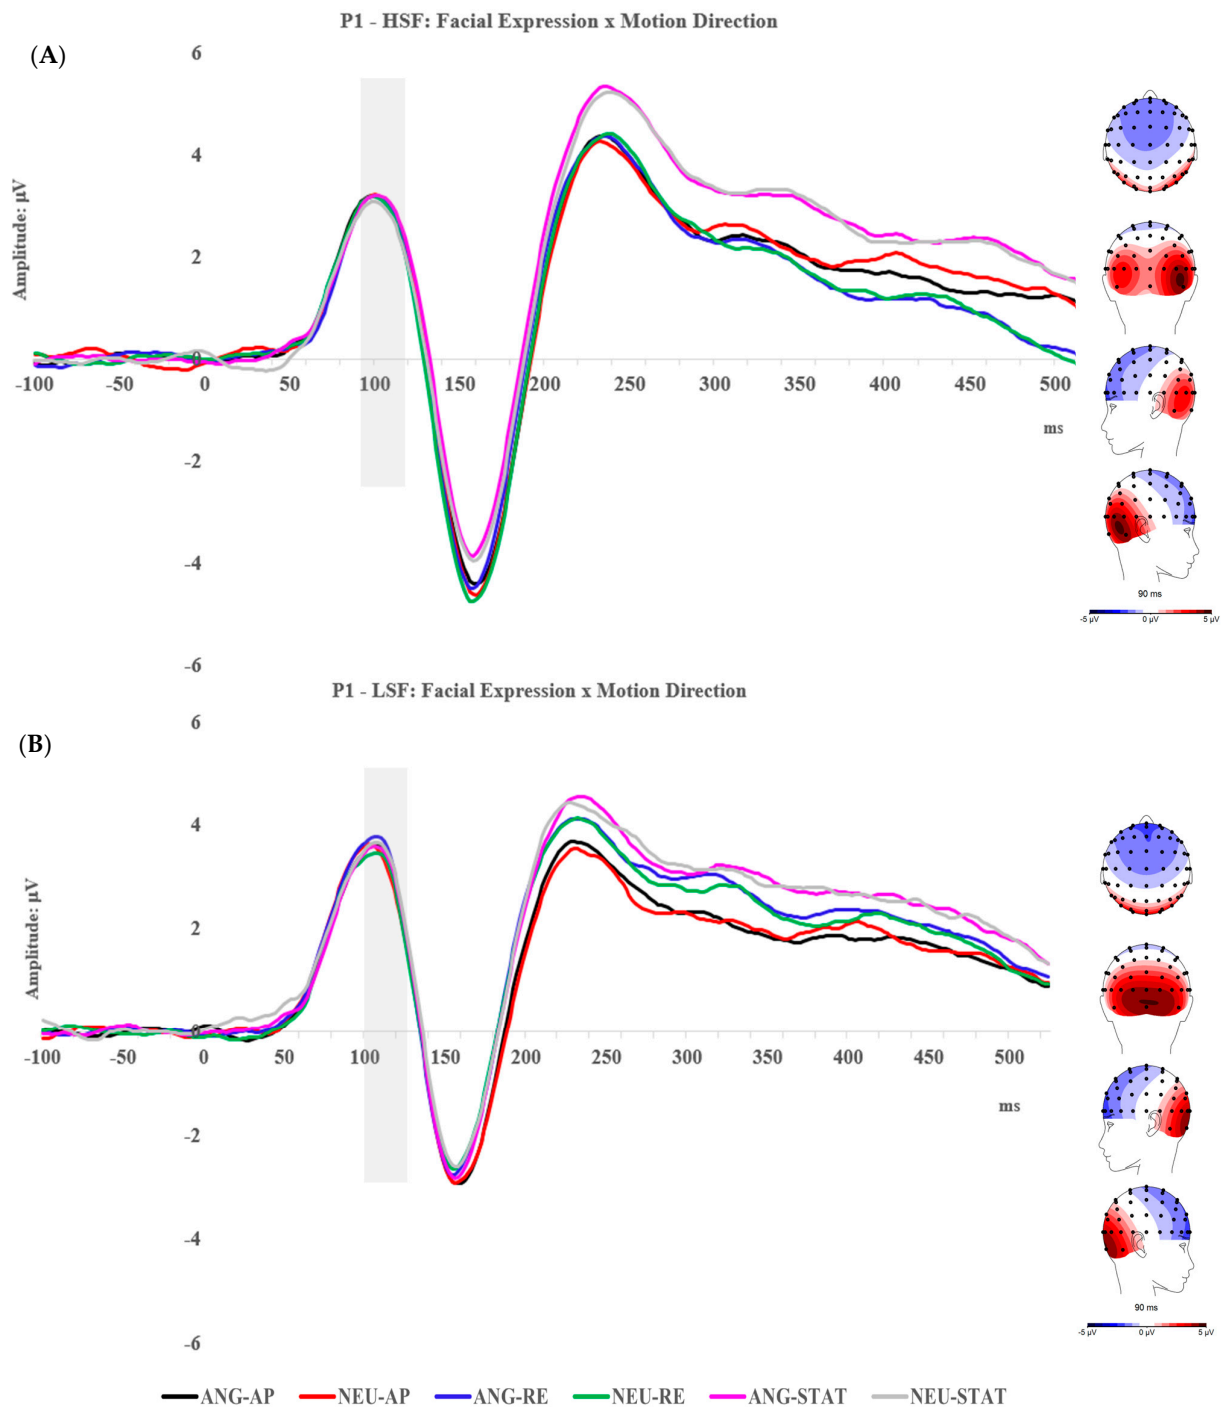 P1 - HSF: Facial Expression x Motion Direction
(A)
6
4
2
0
-2
-4
-6
Amplitude: µV
-100 -50 0 50 100 150 200 250 300 350 400 450 500
ms
90 ms
-5 µV 0 µV 5 µV
P1 - LSF: Facial Expression x Motion Direction
(B)
6
4
2
0
-2
-4
-6
Amplitude: µV
-100 -50 0 50 100 150 200 250 300 350 400 450 500
ms
90 ms
-5 µV 0 µV 5 µV
ANG-AP NEU-AP ANG-RE NEU-RE ANG-STAT NEU-STAT